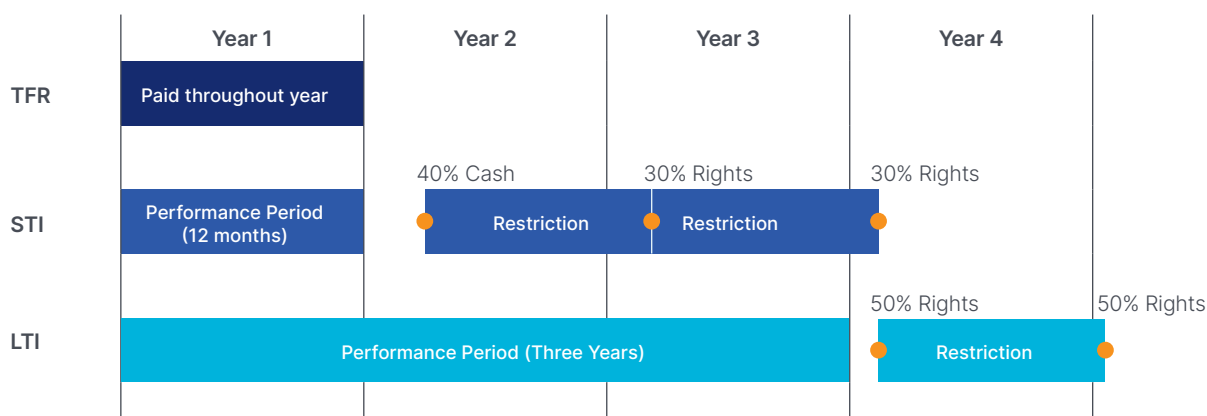 Year 1
Year 2
Year 3
Year 4
TFR
Paid throughout year
40% Cash
30% Rights
30% Rights
STI
Performance Period
(12 months)
Restriction
Restriction
50% Rights
50% Rights
LTI
Performance Period (Three Years)
Restriction